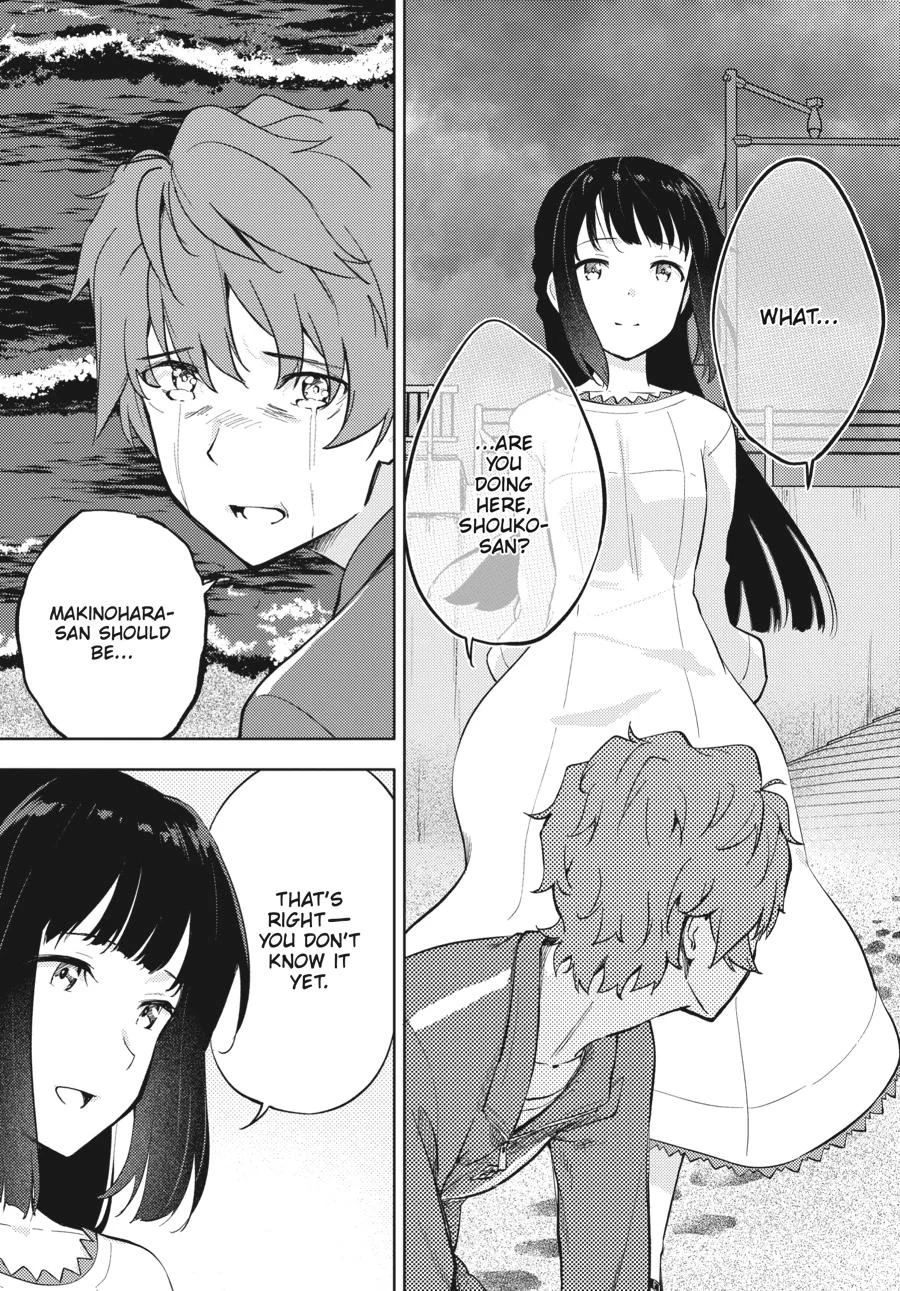 WHAT...
...ARE
YOU
DOING
HERE,
SHOUKO-
SAN?
MAKINOHARA-
SAN SHOULD
BE...
THAT'S
RIGHT—
YOU DON'T
KNOW IT
YET.